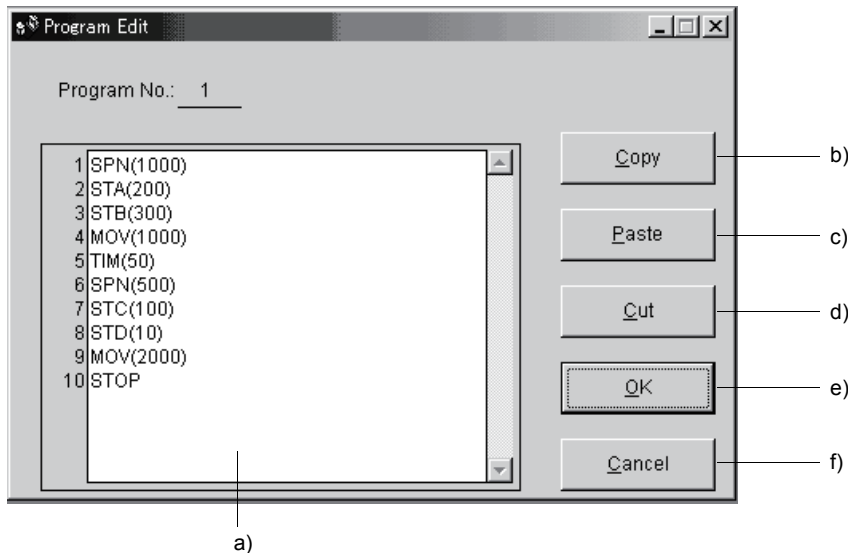 Program Edit
Program No.: 1
1 SPN(1000)
2 STA(200)
3 STB(300)
4 MOV(1000)
5 TIM(50)
6 SPN(500)
7 STC(100)
8 STD(10)
9 MOV(2000)
10 STOP
Copy b)
Paste c)
Cut d)
OK e)
Cancel f)
a)